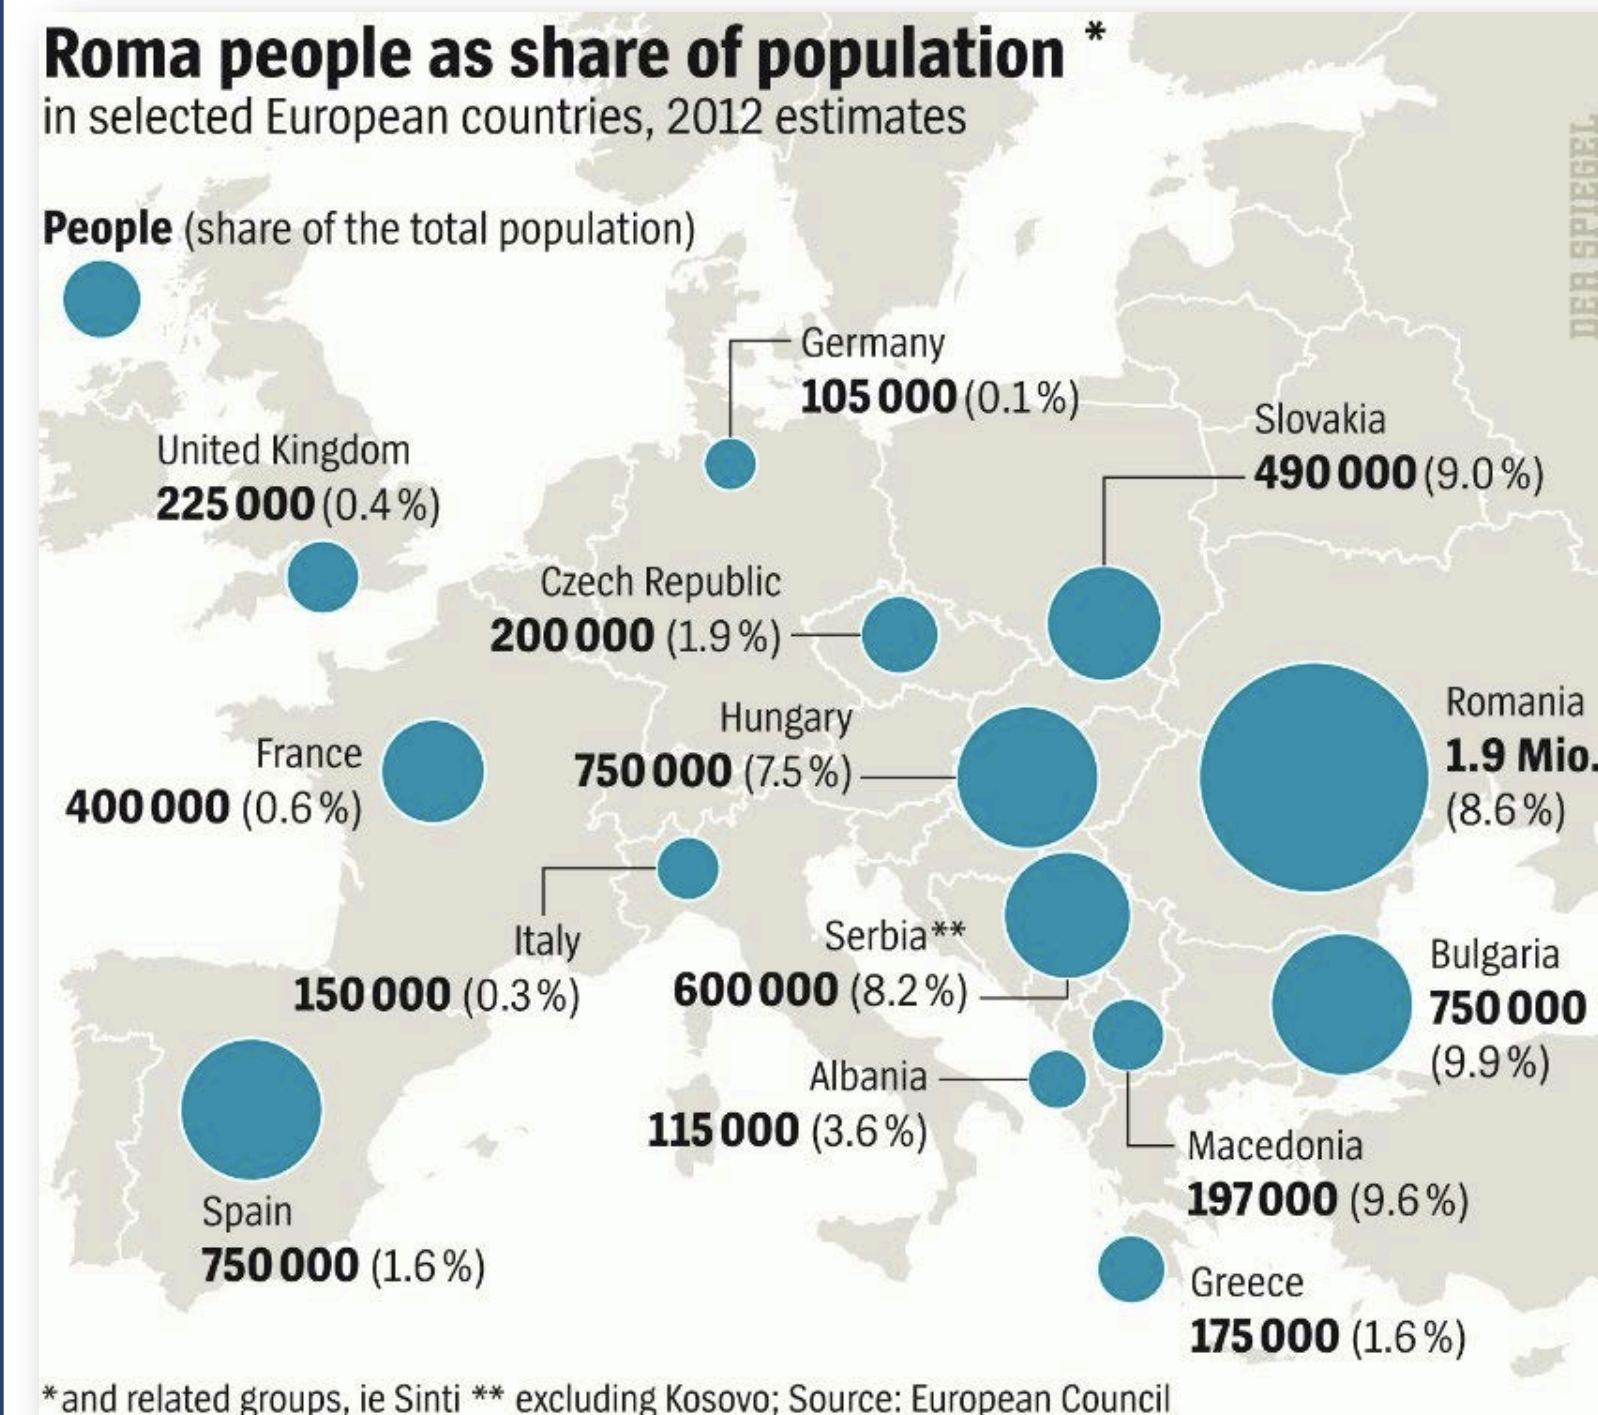 Roma people as share of population *
in selected European countries, 2012 estimates
People (share of the total population)
DER SPIEGEL
Germany
105 000 (0.1 %)
Slovakia
490 000 (9.0 %)
United Kingdom
225 000 (0.4 %)
Czech Republic
200 000 (1.9 %)
Hungary
750 000 (7.5 %)
Romania
1.9 Mio.
(8.6 %)
France
400 000 (0.6 %)
Italy
150 000 (0.3 %)
Serbia**
600 000 (8.2 %)
Bulgaria
750 000
(9.9 %)
Albania
115 000 (3.6 %)
Macedonia
197 000 (9.6 %)
Spain
750 000 (1.6 %)
Greece
175 000 (1.6 %)
*and related groups, ie Sinti ** excluding Kosovo; Source: European Council